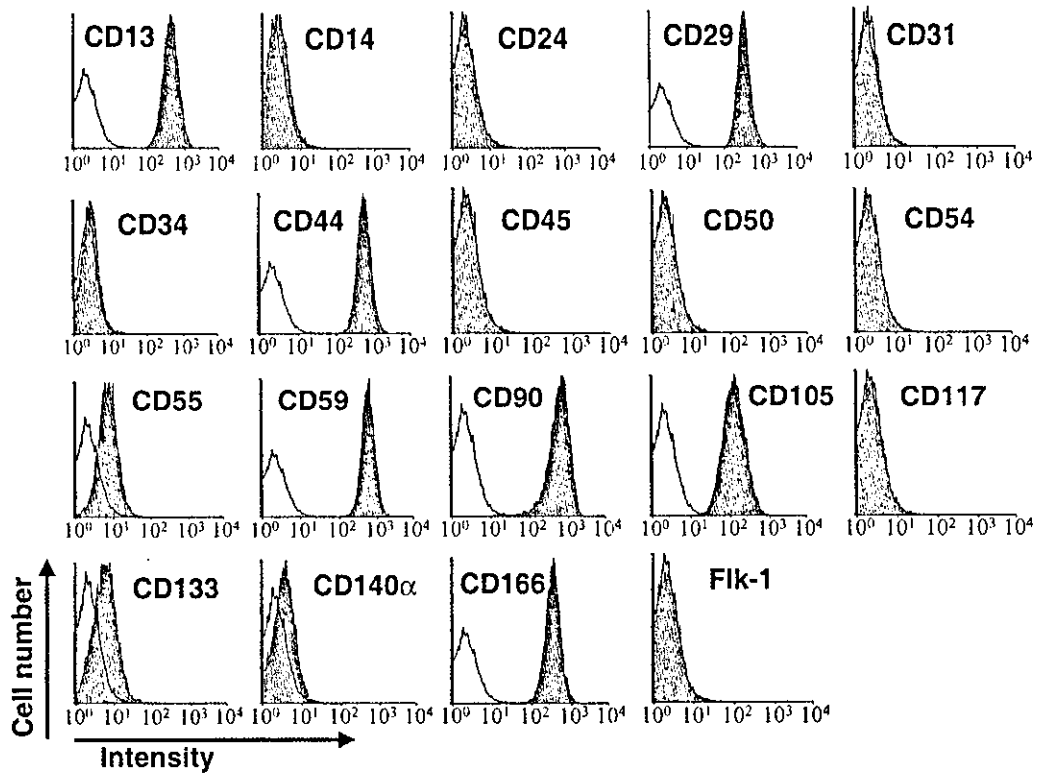 CD13 CD14 CD24 CD29 CD31
10⁰ 10¹ 10² 10³ 10⁴ 10⁰ 10¹ 10² 10³ 10⁴ 10⁰ 10¹ 10² 10³ 10⁴ 10⁰ 10¹ 10² 10³ 10⁴ 10⁰ 10¹ 10² 10³ 10⁴
CD34 CD44 CD45 CD50 CD54
10⁰ 10¹ 10² 10³ 10⁴ 10⁰ 10¹ 10² 10³ 10⁴ 10⁰ 10¹ 10² 10³ 10⁴ 10⁰ 10¹ 10² 10³ 10⁴ 10⁰ 10¹ 10² 10³ 10⁴
CD55 CD59 CD90 CD105 CD117
10⁰ 10¹ 10² 10³ 10⁴ 10⁰ 10¹ 10² 10³ 10⁴ 10⁰ 10¹ 10² 10³ 10⁴ 10⁰ 10¹ 10² 10³ 10⁴ 10⁰ 10¹ 10² 10³ 10⁴
CD133 CD140α CD166 Flk-1
10⁰ 10¹ 10² 10³ 10⁴ 10⁰ 10¹ 10² 10³ 10⁴ 10⁰ 10¹ 10² 10³ 10⁴ 10⁰ 10¹ 10² 10³ 10⁴
Cell number
Intensity